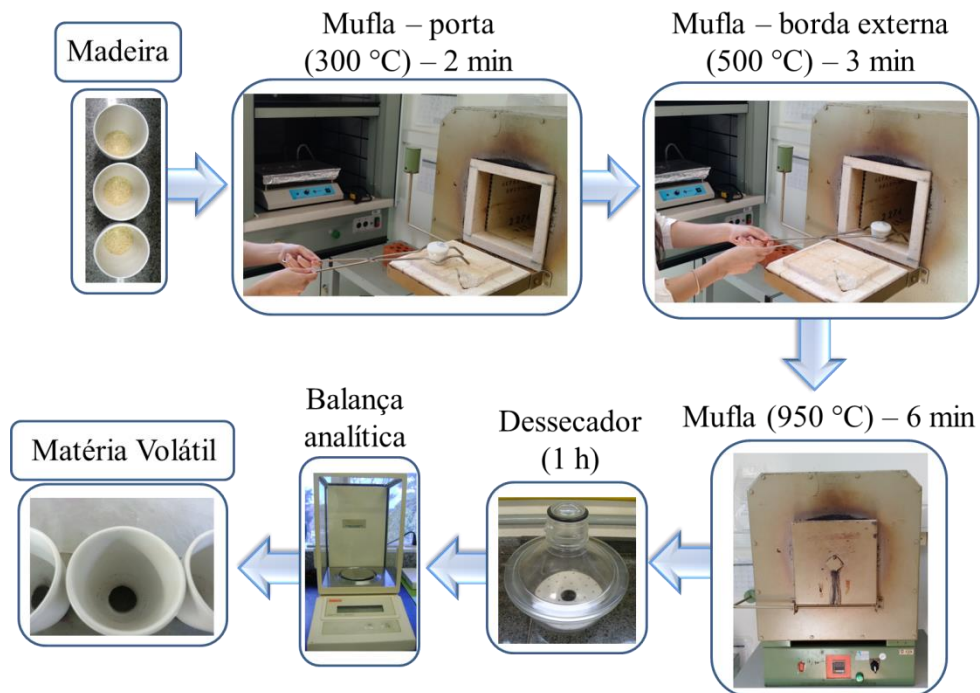 Madeira
Mufla – porta
(300 °C) – 2 min
Mufla – borda externa
(500 °C) – 3 min
Mufla (950 °C) – 6 min
Dessecador
(1 h)
Balança
analítica
Matéria Volátil